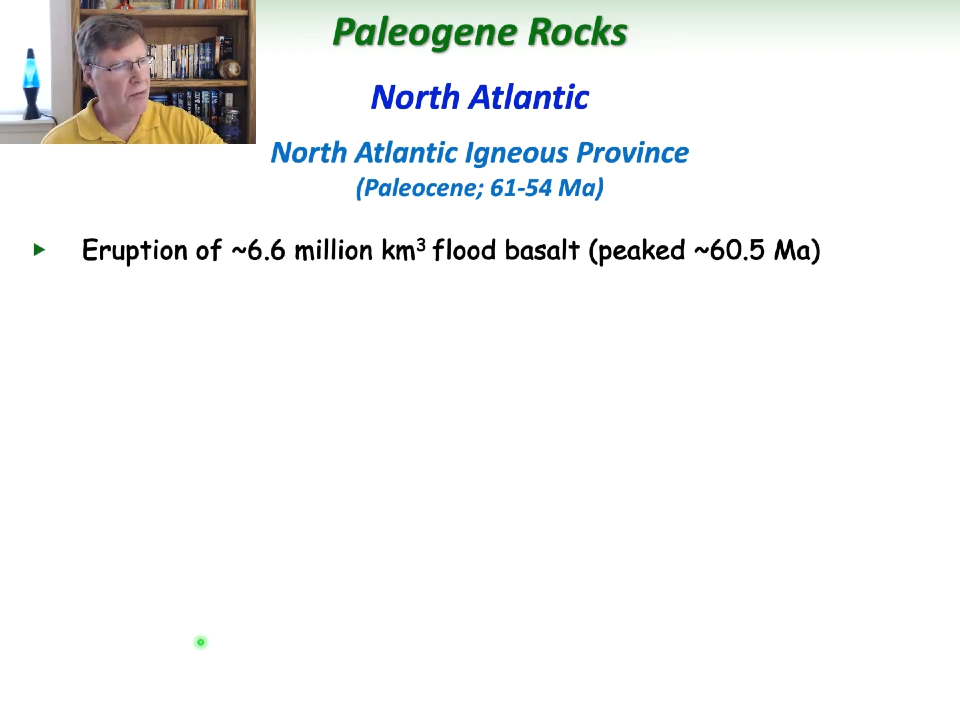 Paleogene Rocks
North Atlantic
North Atlantic Igneous Province
(Paleocene; 61-54 Ma)
Eruption of ~6.6 million km³ flood basalt (peaked ~60.5 Ma)